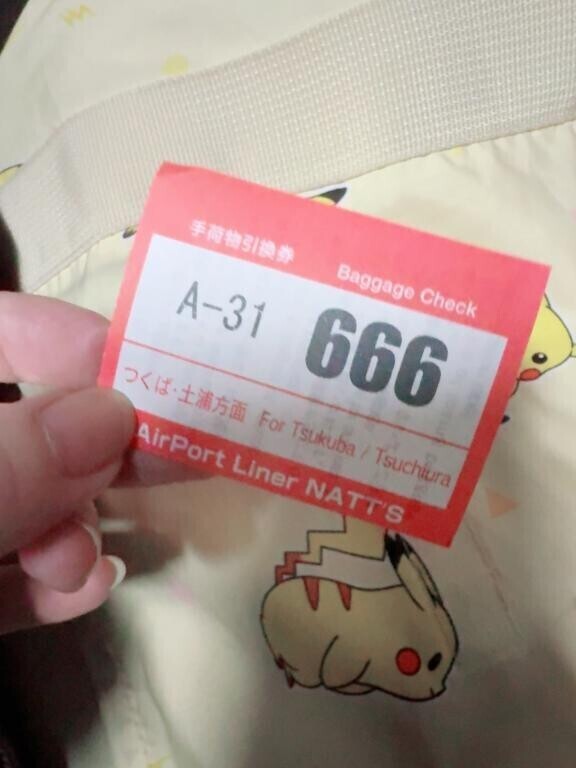 手荷物引換券
Baggage Check
A-31
666
つくば・土浦方面 For Tsukuba / Tsuchiura
AirPort Liner NATT'S